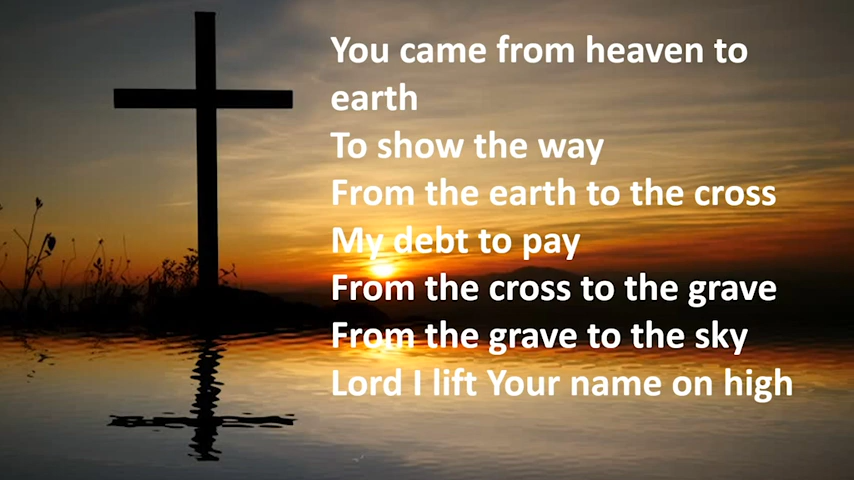 You came from heaven to
earth
To show the way
From the earth to the cross
My debt to pay
From the cross to the grave
From the grave to the sky
Lord I lift Your name on high